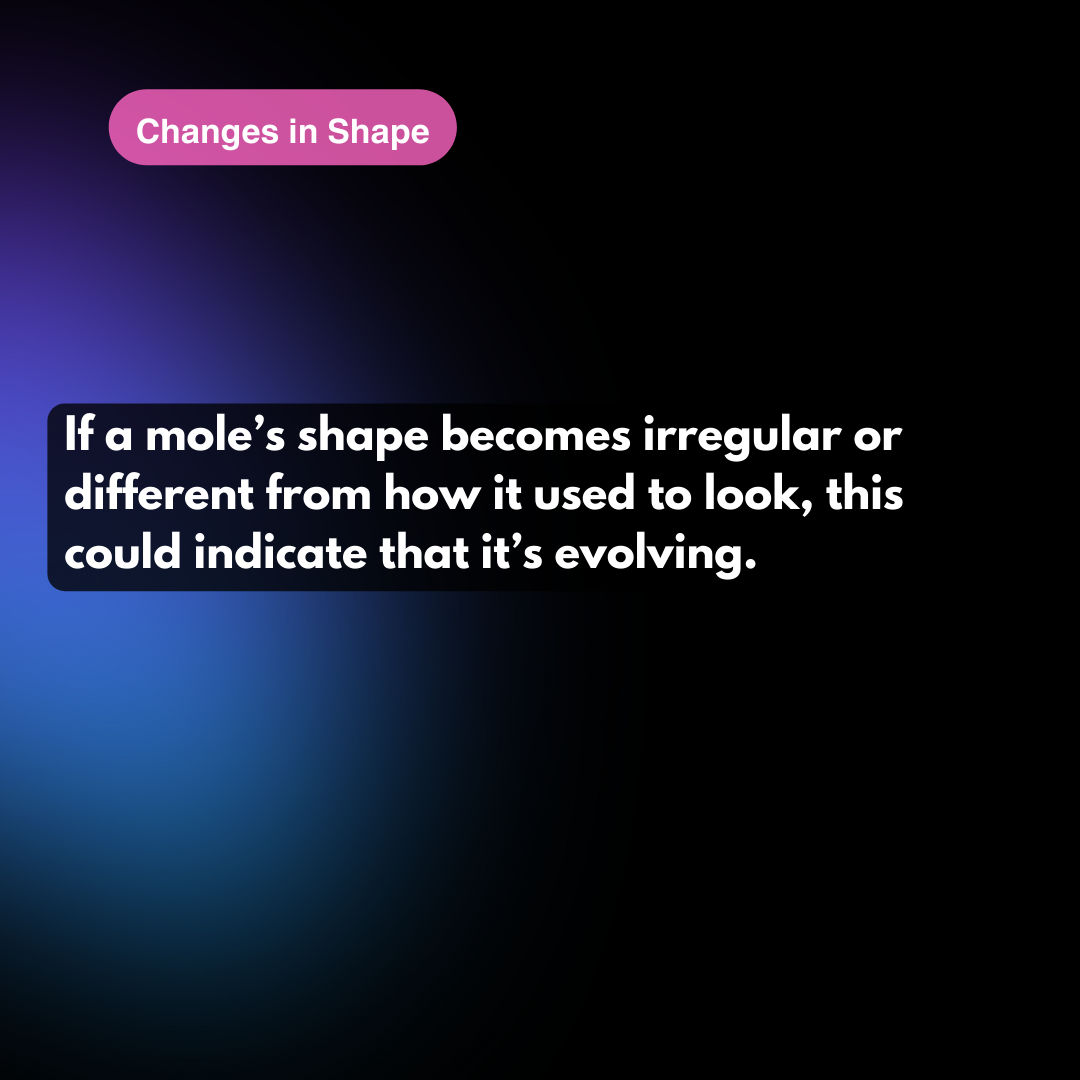 Changes in Shape
If a mole’s shape becomes irregular or
different from how it used to look, this
could indicate that it’s evolving.